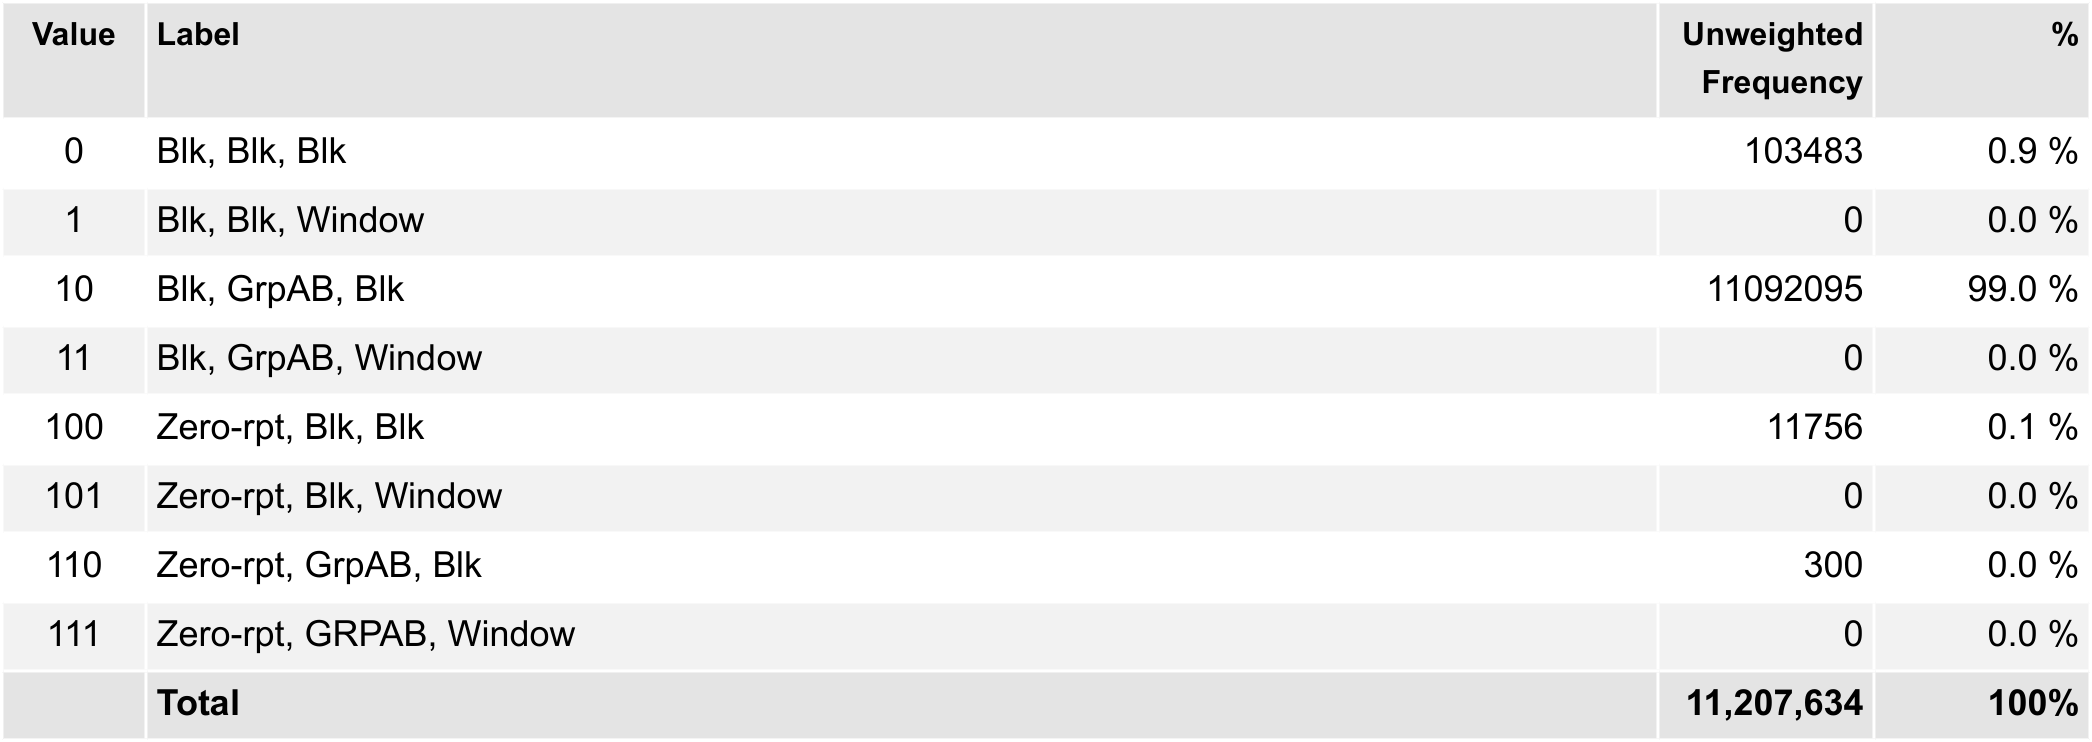 Value Label Unweighted Frequency %
0 Blk, Blk, Blk 103483 0.9 %
1 Blk, Blk, Window 0 0.0 %
10 Blk, GrpAB, Blk 11092095 99.0 %
11 Blk, GrpAB, Window 0 0.0 %
100 Zero-rpt, Blk, Blk 11756 0.1 %
101 Zero-rpt, Blk, Window 0 0.0 %
110 Zero-rpt, GrpAB, Blk 300 0.0 %
111 Zero-rpt, GRPAB, Window 0 0.0 %
Total 11,207,634 100%